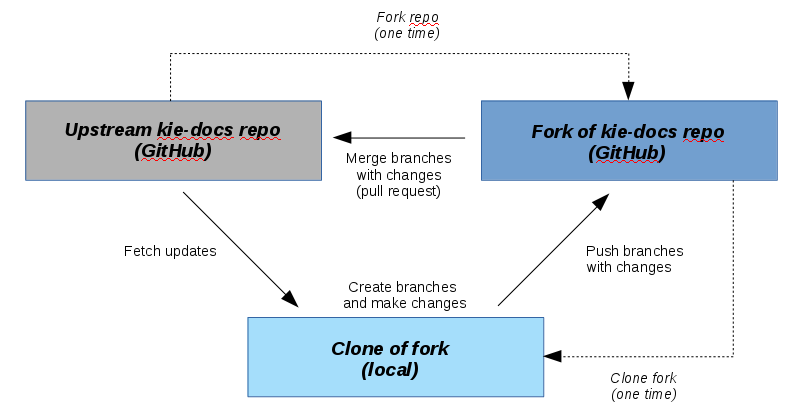 Fork repo
(one time)
Upstream kie-docs repo
(GitHub)
Fork of kie-docs repo
(GitHub)
Merge branches
with changes
(pull request)
Fetch updates
Push branches
with changes
Create branches
and make changes
Clone of fork
(local)
Clone fork
(one time)